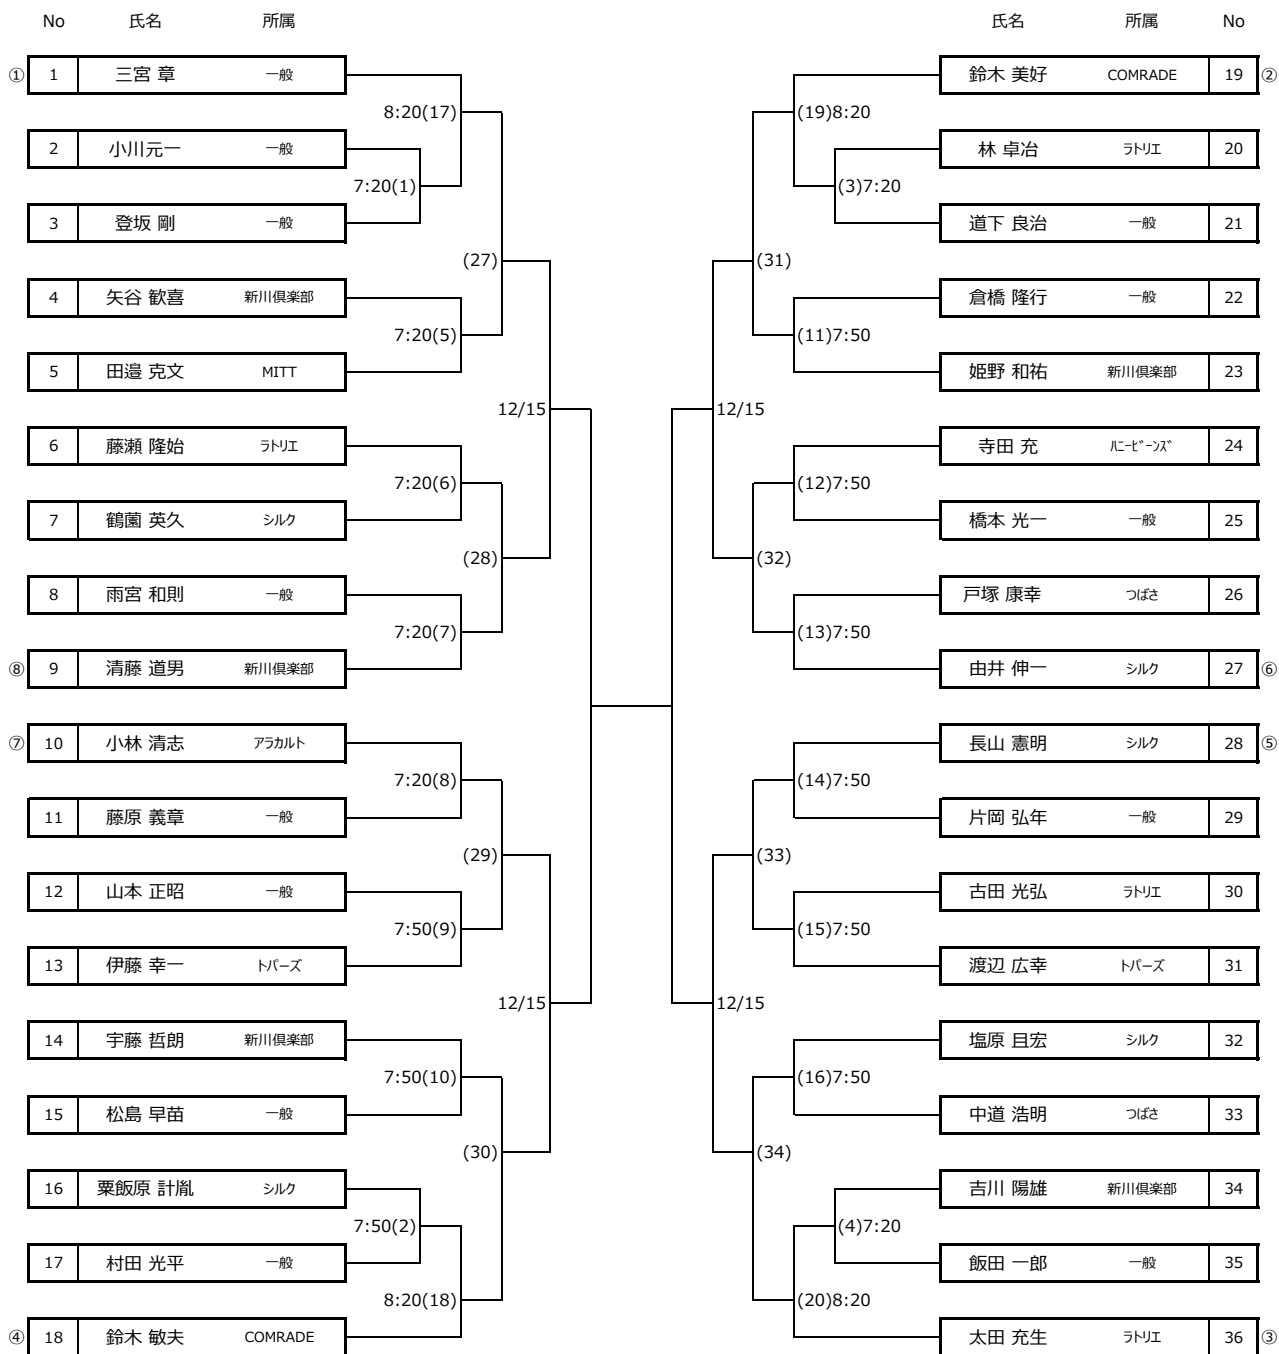 No 氏名 所属 氏名 所属 No
① 1 三宮 章 一般 鈴木 美好 COMRADE 19 ②
8:20(17) (19)8:20
2 小川元一 一般 林 卓冶 ラトリエ 20
7:20(1) (3)7:20
3 登坂 剛 一般 道下 良治 一般 21
(27) (31)
4 矢谷 歓喜 新川倶楽部 倉橋 隆行 一般 22
7:20(5) (11)7:50
5 田邉 克文 MITT 姫野 和祐 新川倶楽部 23
12/15 12/15
6 藤瀬 隆始 ラトリエ 寺田 充 ハニービーンズ 24
7:20(6) (12)7:50
7 鶴薗 英久 シルク 橋本 光一 一般 25
(28) (32)
8 雨宮 和則 一般 戸塚 康幸 つばさ 26
7:20(7) (13)7:50
⑧ 9 清藤 道男 新川倶楽部 由井 伸一 シルク 27 ⑥
⑦ 10 小林 清志 アラカルト 長山 憲明 シルク 28 ⑤
7:20(8) (14)7:50
11 藤原 義章 一般 片岡 弘年 一般 29
(29) (33)
12 山本 正昭 一般 古田 光弘 ラトリエ 30
7:50(9) (15)7:50
13 伊藤 幸一 トパーズ 渡辺 広幸 トパーズ 31
12/15 12/15
14 宇藤 哲朗 新川倶楽部 塩原 且宏 シルク 32
7:50(10) (16)7:50
15 松島 早苗 一般 中道 浩明 つばさ 33
(30) (34)
16 粟飯原 計胤 シルク 吉川 陽雄 新川倶楽部 34
7:50(2) (4)7:20
17 村田 光平 一般 飯田 一郎 一般 35
8:20(18) (20)8:20
④ 18 鈴木 敏夫 COMRADE 太田 充生 ラトリエ 36 ③